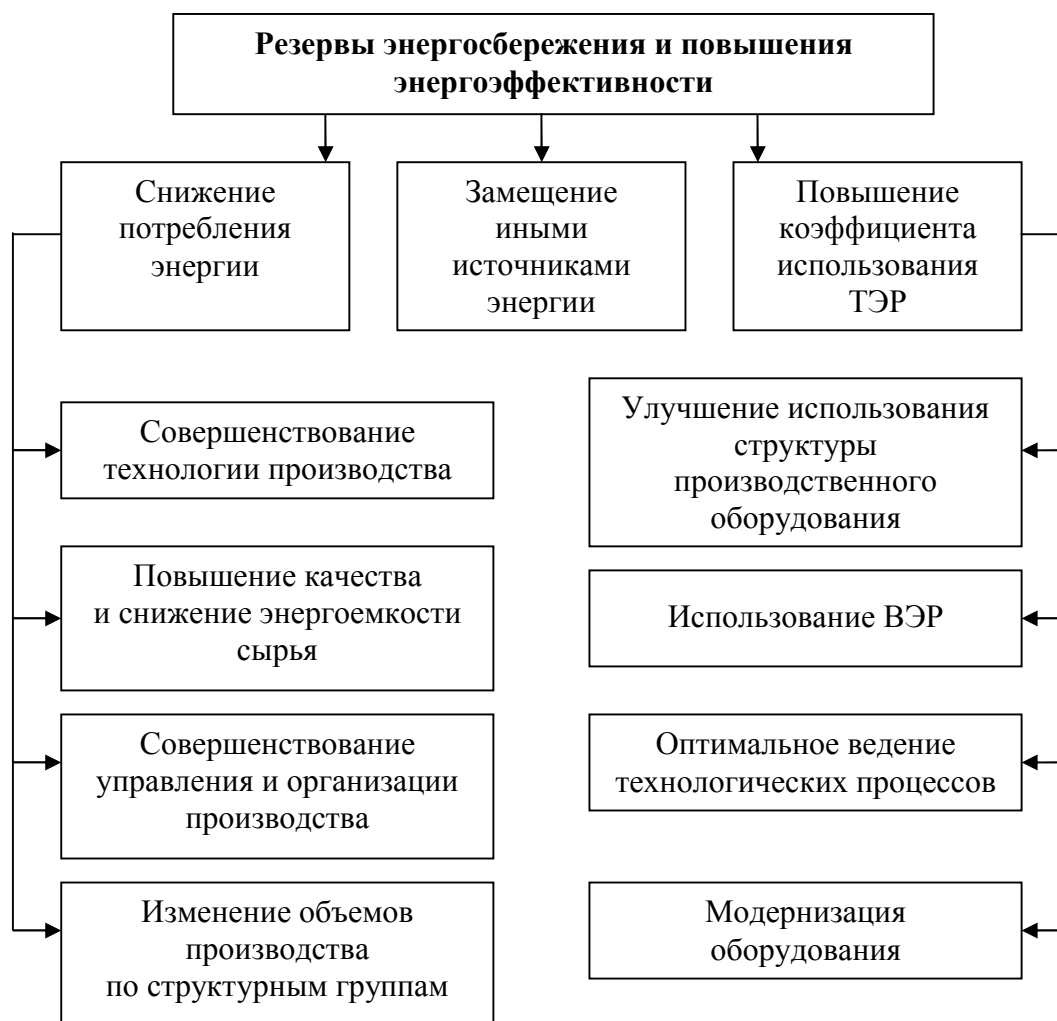 Резервы энергосбережения и повышения
энергоэффективности
Снижение
потребления
энергии
Замещение
иными
источниками
энергии
Повышение
коэффициента
использования
ТЭР
Совершенствование
технологии производства
Повышение качества
и снижение энергоемкости
сырья
Совершенствование
управления и организации
производства
Изменение объемов
производства
по структурным группам
Улучшение использования
структуры
производственного
оборудования
Использование ВЭР
Оптимальное ведение
технологических процессов
Модернизация
оборудования